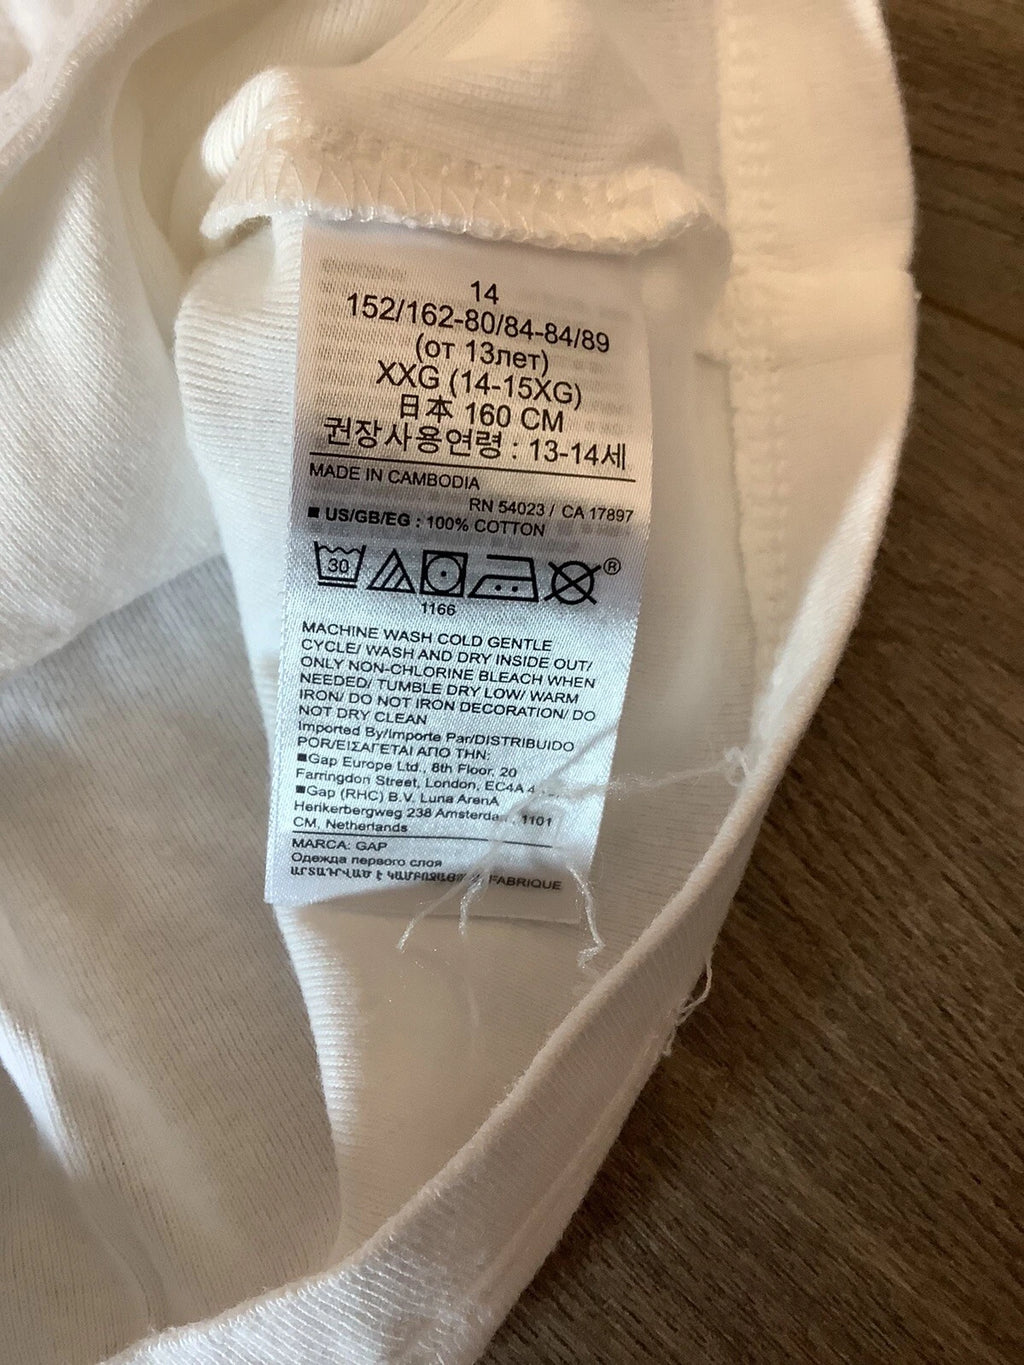 14
152/162-80/84-84/89
(от 13лет)
XXG (14-15XG)
日本 160 CM
권장사용연령 : 13-14세
MADE IN CAMBODIA
RN 54023 / CA 17897
■ US/GB/EG : 100% COTTON
30
®
1166
MACHINE WASH COLD GENTLE
CYCLE/ WASH AND DRY INSIDE OUT/
ONLY NON-CHLORINE BLEACH WHEN
NEEDED/ TUMBLE DRY LOW/ WARM
IRON/ DO NOT IRON DECORATION/ DO
NOT DRY CLEAN
Imported By/Importe Par/DISTRIBUIDO
POR/ΕΙΣΑΓΕΤΑΙ ΑΠΟ ΤΗΝ:
■Gap Europe Ltd., 8th Floor, 20
Farringdon Street, London, EC4A
■Gap (RHC) B.V. Luna ArenA
Herikerbergweg 238 , 1101
CM, Netherlands
MARCA: GAP
Одежда первого слоя
ԱՐՏԱԴՐՎԱԾ Է FABRIQUE